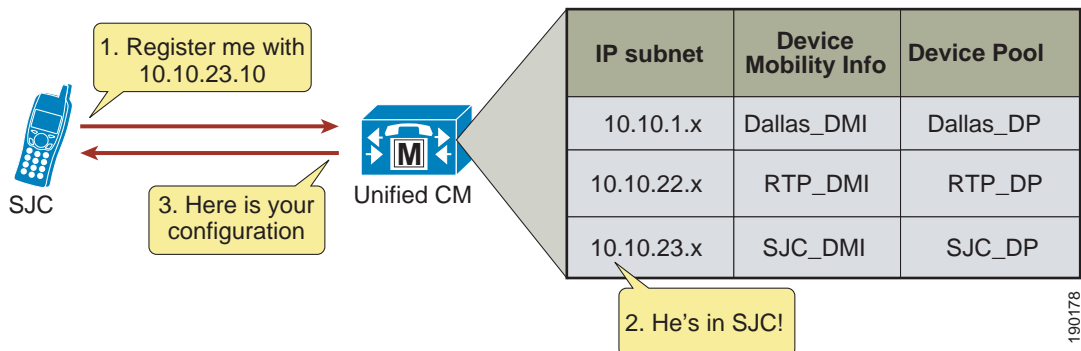 1. Register me with
10.10.23.10
SJC
3. Here is your
configuration
M
Unified CM
IP subnet
Device
Mobility Info
Device Pool
10.10.1.x
Dallas_DMI
Dallas_DP
10.10.22.x
RTP_DMI
RTP_DP
10.10.23.x
SJC_DMI
SJC_DP
2. He's in SJC!
190178